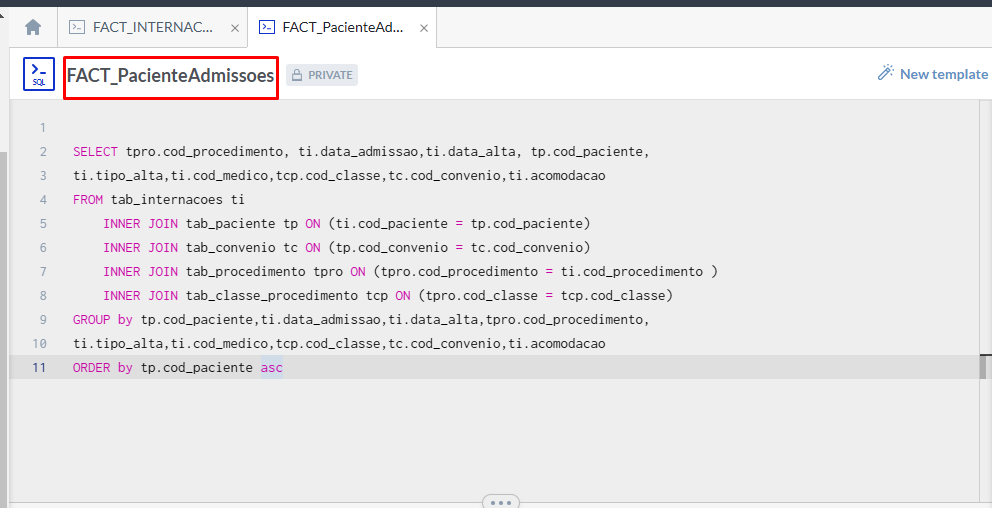 FACT_INTERNAC... × FACT_PacienteAd... ×
SQL FACT_PacienteAdmissoes PRIVATE New template
1
2 SELECT tpro.cod_procedimento, ti.data_admissao,ti.data_alta, tp.cod_paciente,
3 ti.tipo_alta,ti.cod_medico,tcp.cod_classe,tc.cod_convenio,ti.acomodacao
4 FROM tab_internacoes ti
5 INNER JOIN tab_paciente tp ON (ti.cod_paciente = tp.cod_paciente)
6 INNER JOIN tab_convenio tc ON (tp.cod_convenio = tc.cod_convenio)
7 INNER JOIN tab_procedimento tpro ON (tpro.cod_procedimento = ti.cod_procedimento )
8 INNER JOIN tab_classe_procedimento tcp ON (tpro.cod_classe = tcp.cod_classe)
9 GROUP by tp.cod_paciente,ti.data_admissao,ti.data_alta,tpro.cod_procedimento,
10 ti.tipo_alta,ti.cod_medico,tcp.cod_classe,tc.cod_convenio,ti.acomodacao
11 ORDER by tp.cod_paciente asc